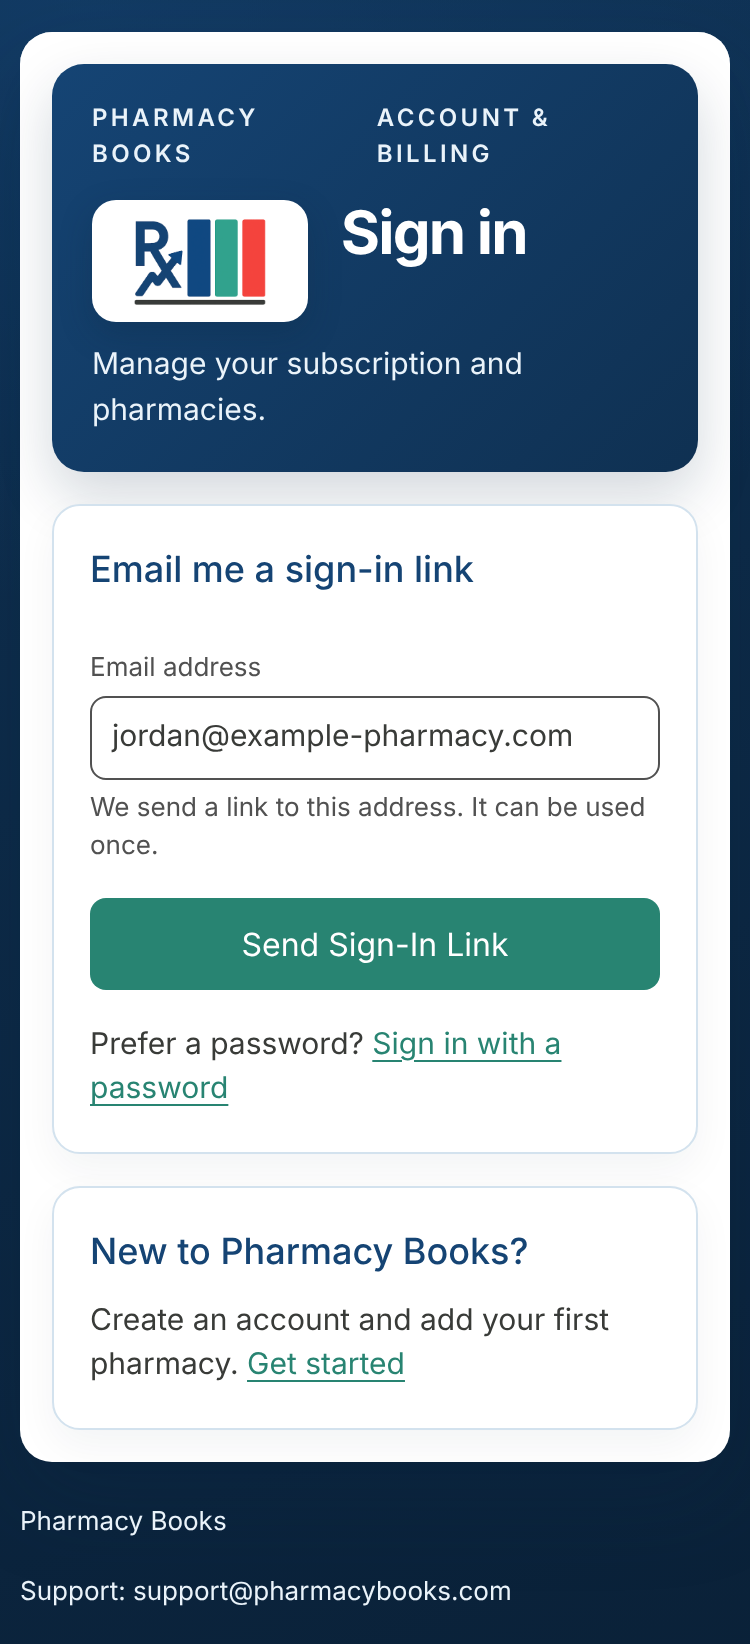 PHARMACY BOOKS
ACCOUNT & BILLING
Rx
Sign in
Manage your subscription and
pharmacies.
Email me a sign-in link
Email address
jordan@example-pharmacy.com
We send a link to this address. It can be used
once.
Send Sign-In Link
Prefer a password? Sign in with a
password
New to Pharmacy Books?
Create an account and add your first
pharmacy. Get started
Pharmacy Books
Support: support@pharmacybooks.com